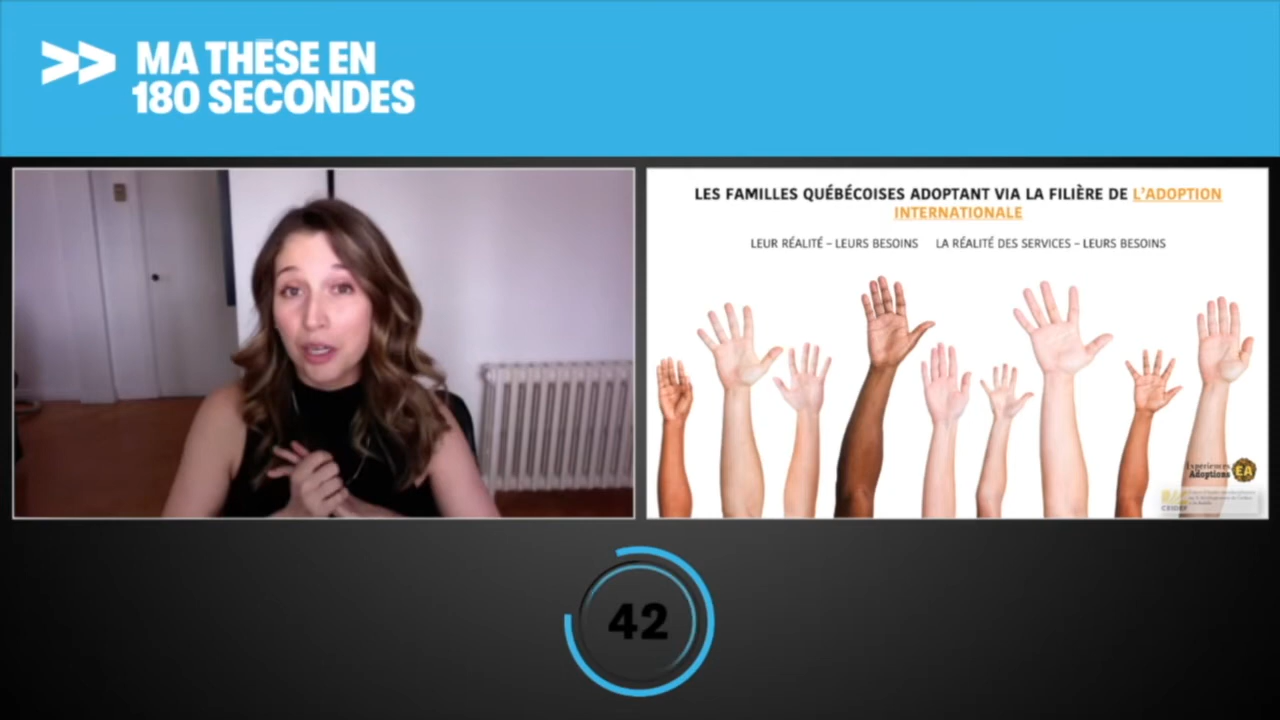 MA THÈSE EN
180 SECONDES
LES FAMILLES QUÉBÉCOISES ADOPTANT VIA LA FILIÈRE DE L'ADOPTION
INTERNATIONALE
LEUR RÉALITÉ – LEURS BESOINS LA RÉALITÉ DES SERVICES – LEURS BESOINS
Expériences
Adoptions
EA
42